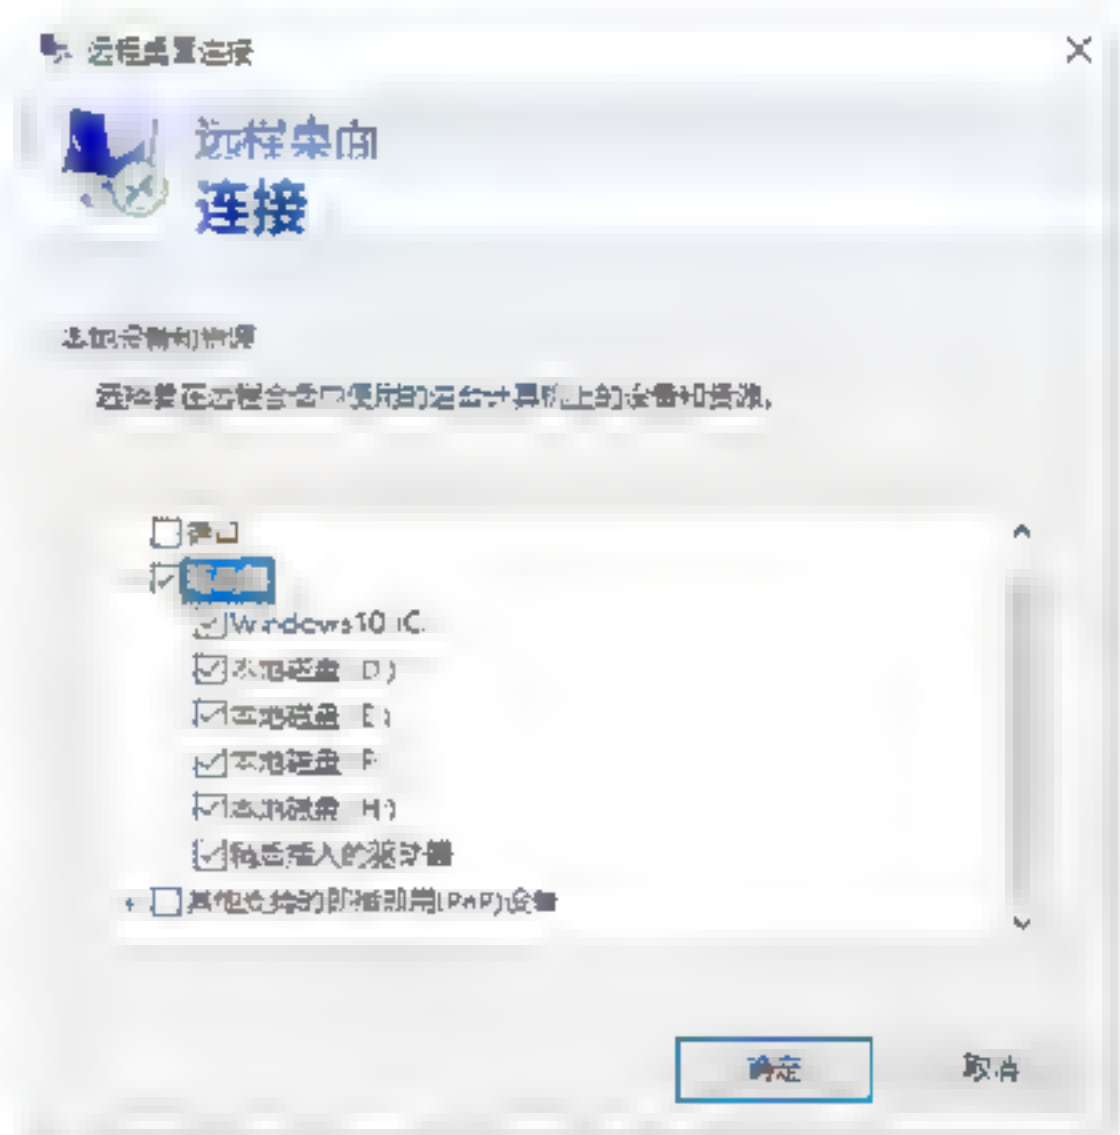 远程桌面连接
远程桌面
连接
本地设备和资源
选择要在远程会话中使用的这台计算机上的设备和资源。
端口
Windows10 (C:
本地磁盘 (D:)
本地磁盘 (E:)
本地磁盘 (F:
本地磁盘 (H:)
稍后插入的驱动器
其他支持的即插即用(PnP)设备
确定
取消